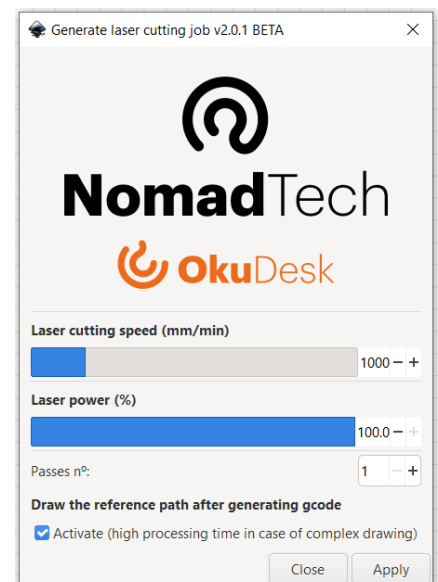 Generate laser cutting job v2.0.1 BETA
NomadTech
OkuDesk
Laser cutting speed (mm/min)
1000
Laser power (%)
100.0
Passes nº: 1
Draw the reference path after generating gcode
Activate (high processing time in case of complex drawing)
Close Apply